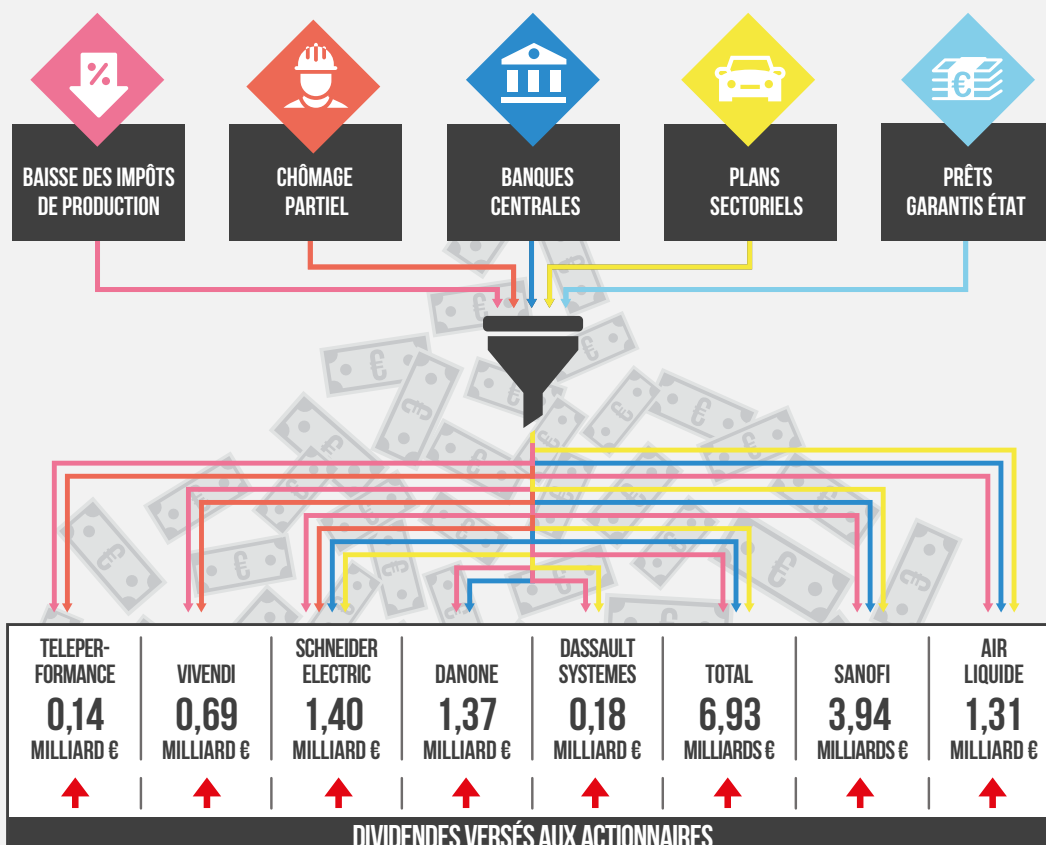 %
€
BAISSE DES IMPÔTS
DE PRODUCTION
CHÔMAGE
PARTIEL
BANQUES
CENTRALES
PLANS
SECTORIELS
PRÊTS
GARANTIS ÉTAT
TELEPER-
FORMANCE
0,14
MILLIARD €
VIVENDI
0,69
MILLIARD €
SCHNEIDER
ELECTRIC
1,40
MILLIARD €
DANONE
1,37
MILLIARD €
DASSAULT
SYSTEMES
0,18
MILLIARD €
TOTAL
6,93
MILLIARDS €
SANOFI
3,94
MILLIARDS €
AIR
LIQUIDE
1,31
MILLIARD €
DIVIDENDES VERSÉS AUX ACTIONNAIRES